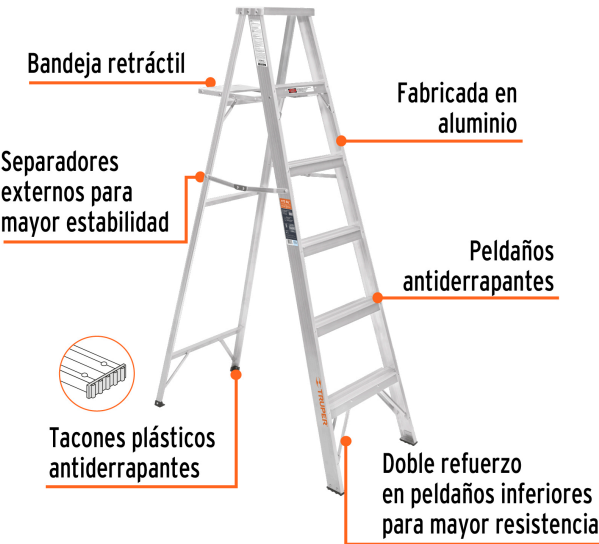 Bandeja retráctil
Fabricada en
aluminio
Separadores
externos para
mayor estabilidad
Peldaños
antiderrapantes
TRUPER
Tacones plásticos
antiderrapantes
Doble refuerzo
en peldaños inferiores
para mayor resistencia